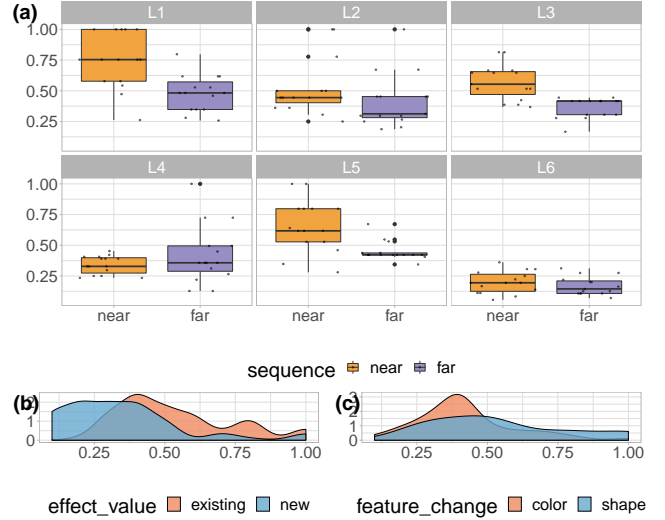 (a)
L1 L2 L3
1.00
0.75
0.50
0.25
L4 L5 L6
1.00
0.75
0.50
0.25
near far near far near far
sequence near far
(b) (c)
2
1
0
0.25 0.50 0.75 1.00
3
2
1
0
0.25 0.50 0.75 1.00
effect_value existing new
feature_change color shape